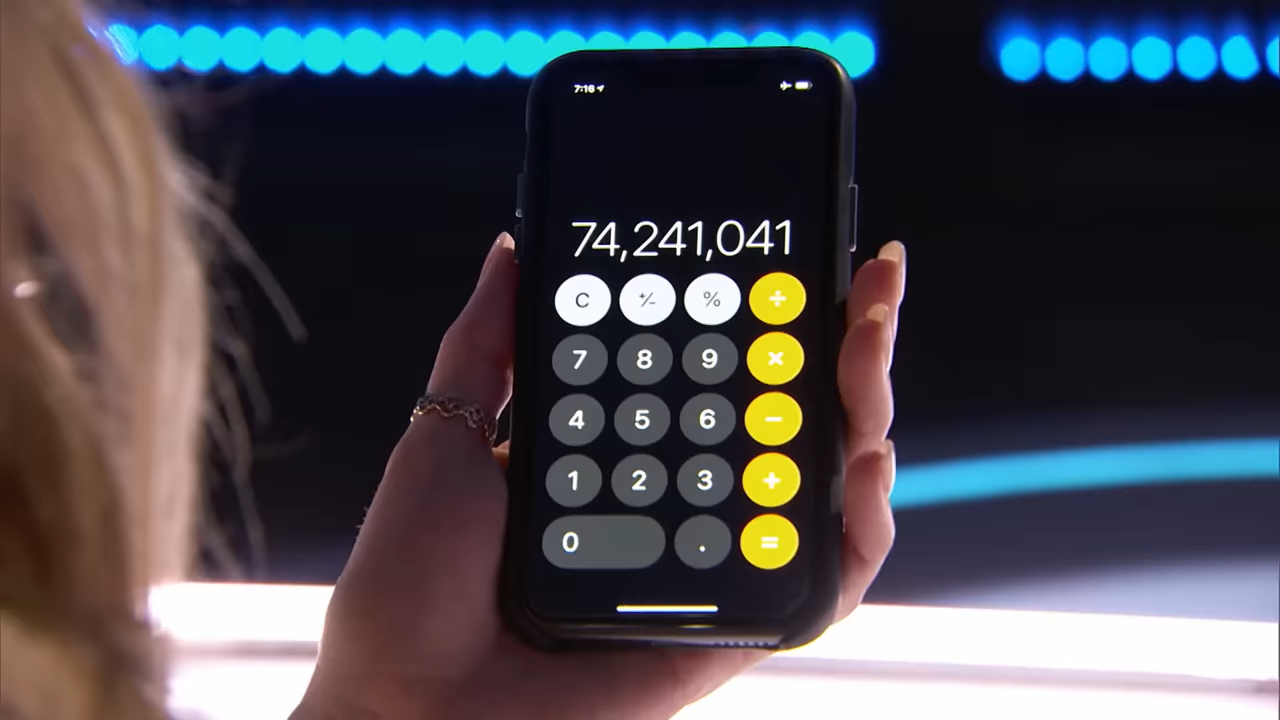 7:16
74,241,041
C +/- % ÷
7 8 9 ×
4 5 6 −
1 2 3 +
0 . =